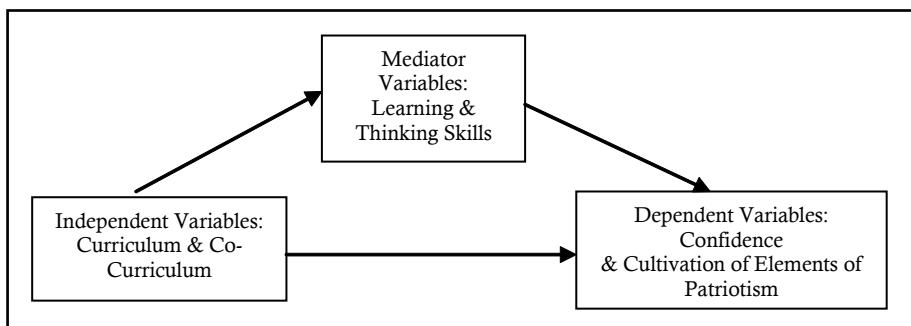 Mediator
Variables:
Learning &
Thinking Skills
Independent Variables:
Curriculum & Co-
Curriculum
Dependent Variables:
Confidence
& Cultivation of Elements of
Patriotism